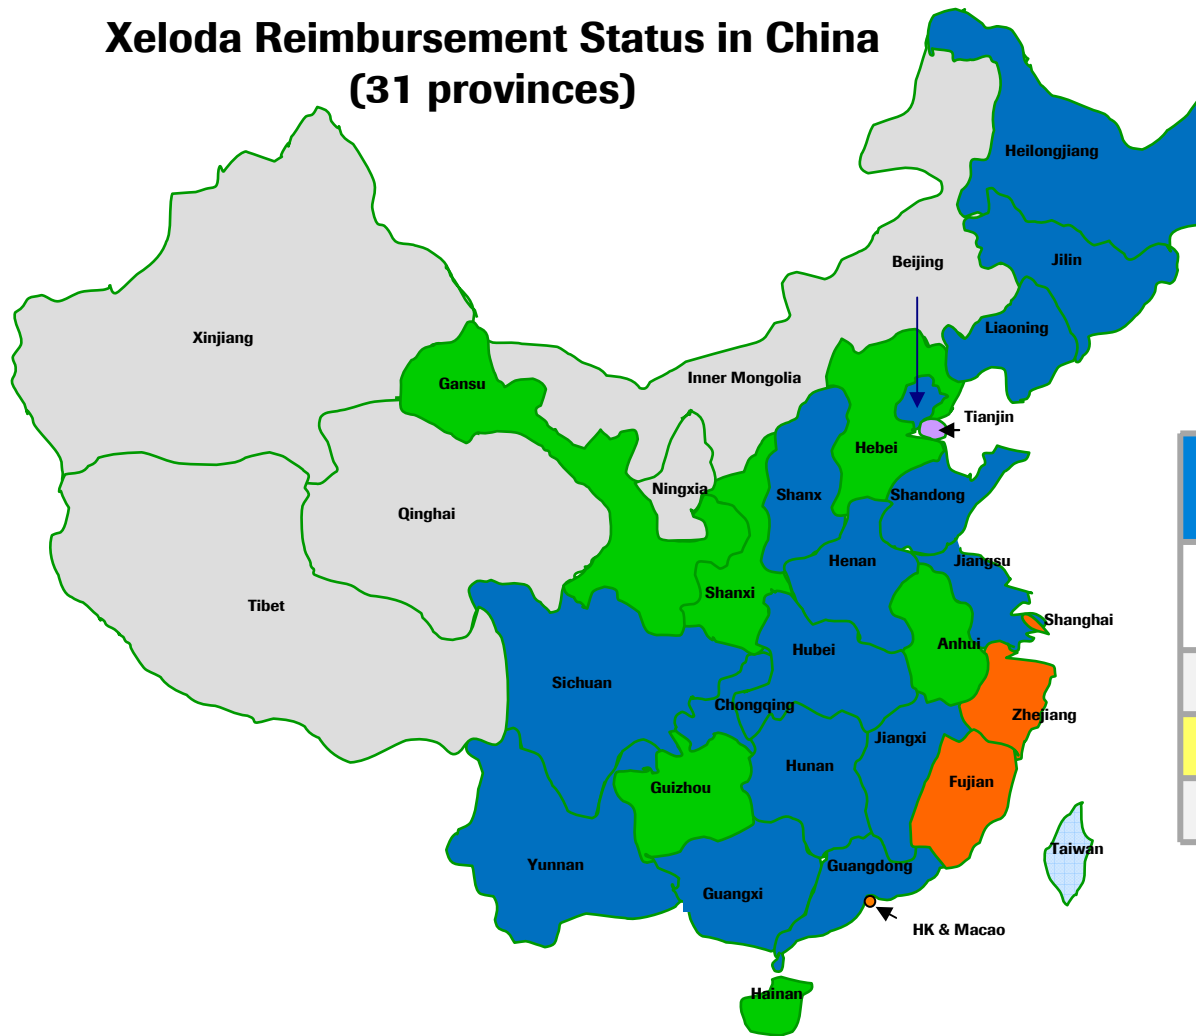 Xeloda Reimbursement Status in China
(31 provinces)
Heilongjiang
Beijing
Jilin
Liaoning
Xinjiang
Inner Mongolia
Gansu
Tianjin
Hebei
Ningxia
Shanx
Shandong
Qinghai
Henan
Jiangsu
Shanxi
Tibet
Shanghai
Anhui
Hubei
Sichuan
Chongqing
Zhejiang
Jiangxi
Hunan
Fujian
Guizhou
Taiwan
Yunnan
Guangdong
Guangxi
HK & Macao
Hainan